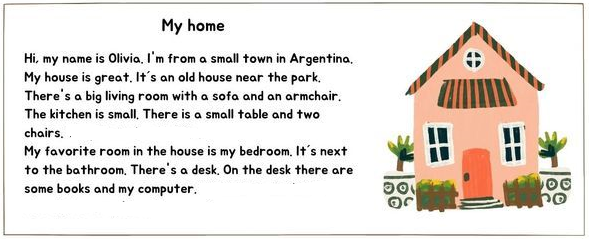 My home
Hi, my name is Olivia. I'm from a small town in Argentina.
My house is great. It´s an old house near the park.
There's a big living room with a sofa and an armchair.
The kitchen is small. There is a small table and two
chairs.
My favorite room in the house is my bedroom. It´s next
to the bathroom. There's a desk. On the desk there are
some books and my computer.